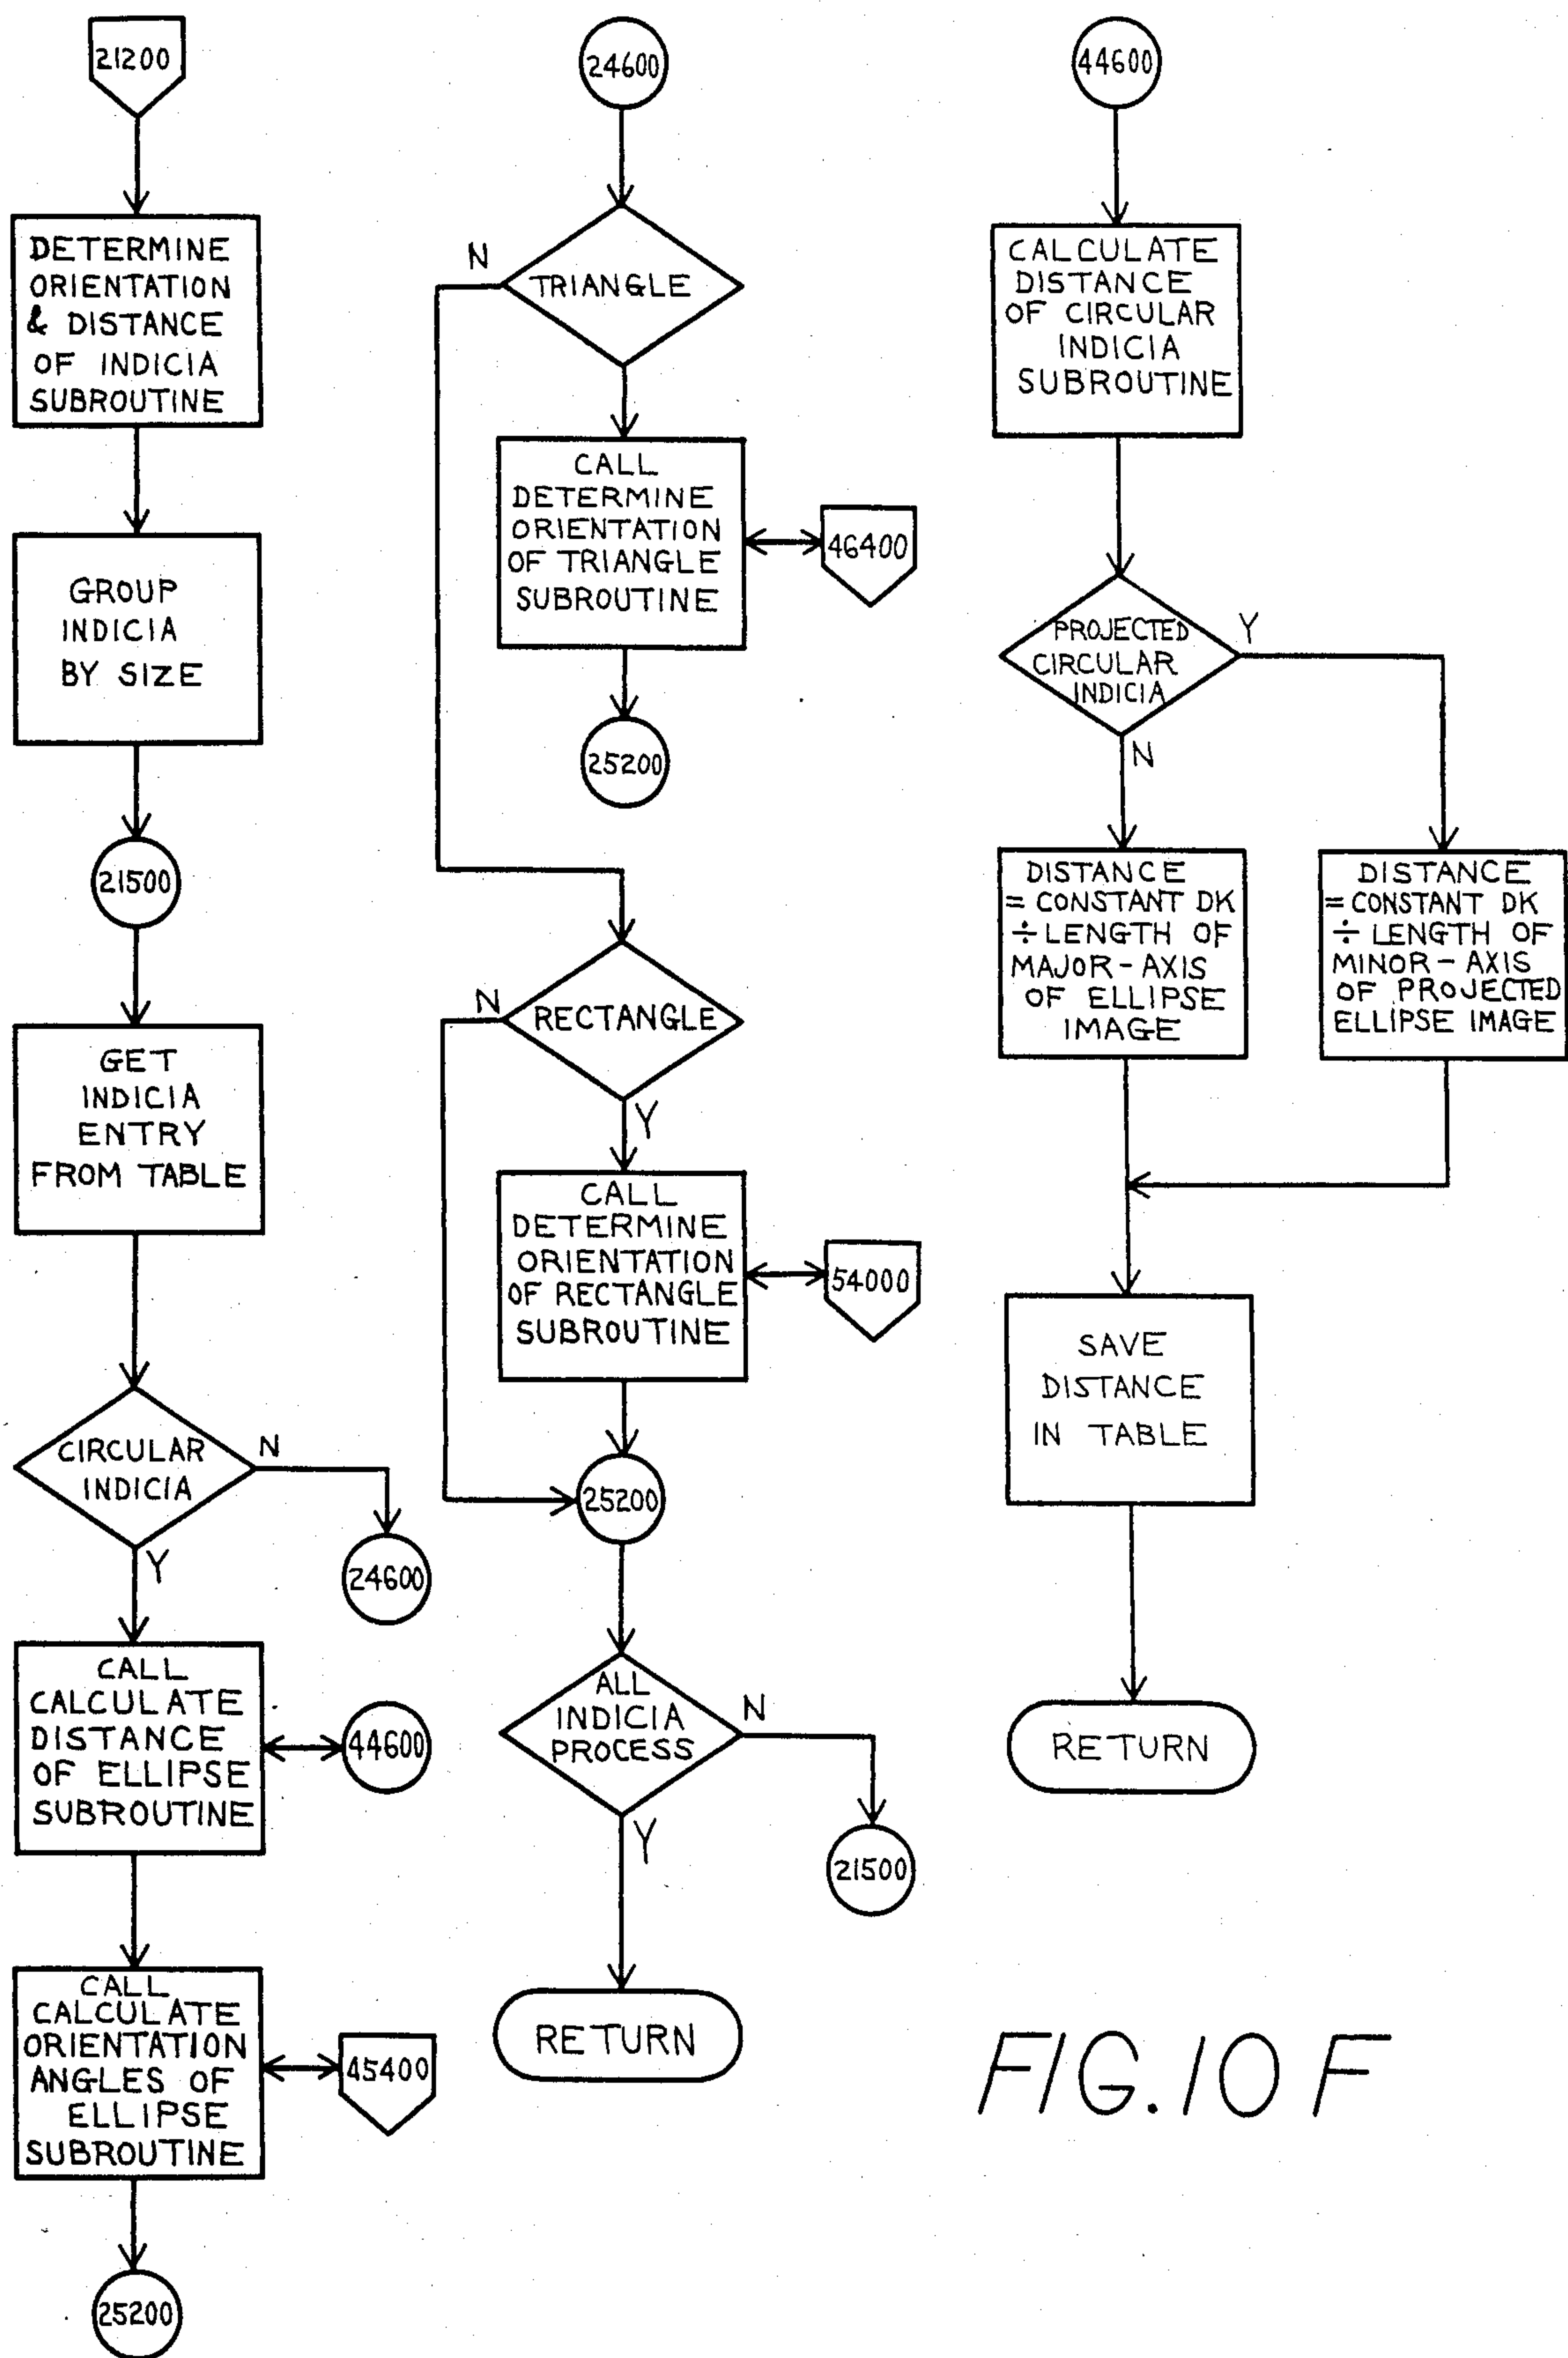 21200
DETERMINE
ORIENTATION
& DISTANCE
OF INDICIA
SUBROUTINE
GROUP
INDICIA
BY SIZE
21500
GET
INDICIA
ENTRY
FROM TABLE
CIRCULAR
INDICIA
N
24600
Y
CALL
CALCULATE
DISTANCE
OF ELLIPSE
SUBROUTINE
44600
CALL
CALCULATE
ORIENTATION
ANGLES OF
ELLIPSE
SUBROUTINE
45400
25200
24600
N
TRIANGLE
CALL
DETERMINE
ORIENTATION
OF TRIANGLE
SUBROUTINE
46400
25200
N
RECTANGLE
Y
CALL
DETERMINE
ORIENTATION
OF RECTANGLE
SUBROUTINE
54000
25200
ALL
INDICIA
PROCESS
N
21500
Y
RETURN
44600
CALCULATE
DISTANCE
OF CIRCULAR
INDICIA
SUBROUTINE
PROJECTED
CIRCULAR
INDICIA
Y
N
DISTANCE
= CONSTANT DK
÷ LENGTH OF
MAJOR-AXIS
OF ELLIPSE
IMAGE
DISTANCE
= CONSTANT DK
÷ LENGTH OF
MINOR-AXIS
OF PROJECTED
ELLIPSE IMAGE
SAVE
DISTANCE
IN TABLE
RETURN
FIG. 10 F